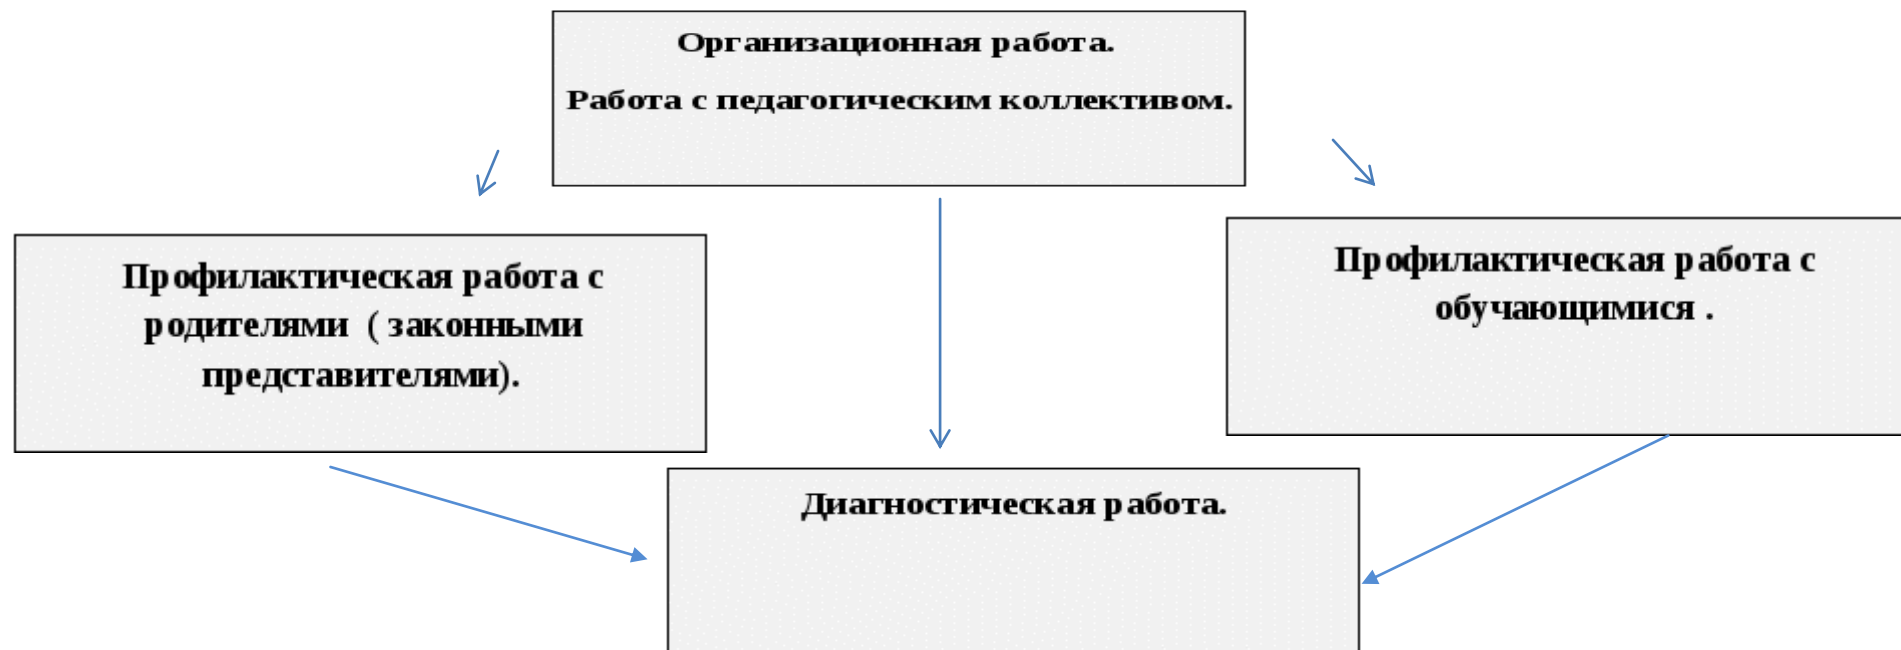 Организационная работа.
Работа с педагогическим коллективом.
Профилактическая работа с
родителями ( законными
представителями).
Профилактическая работа с
обучающимися .
Диагностическая работа.